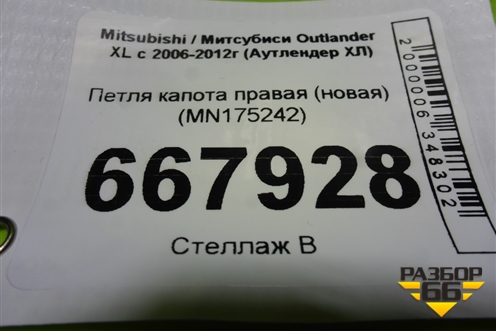 Mitsubishi / Митсубиси Outlander
XL с 2006-2012г (Аутлендер ХЛ)
Петля капота правая (новая)
(MN175242)
667928
Стеллаж В
2000006348302
РАЗБОР
66